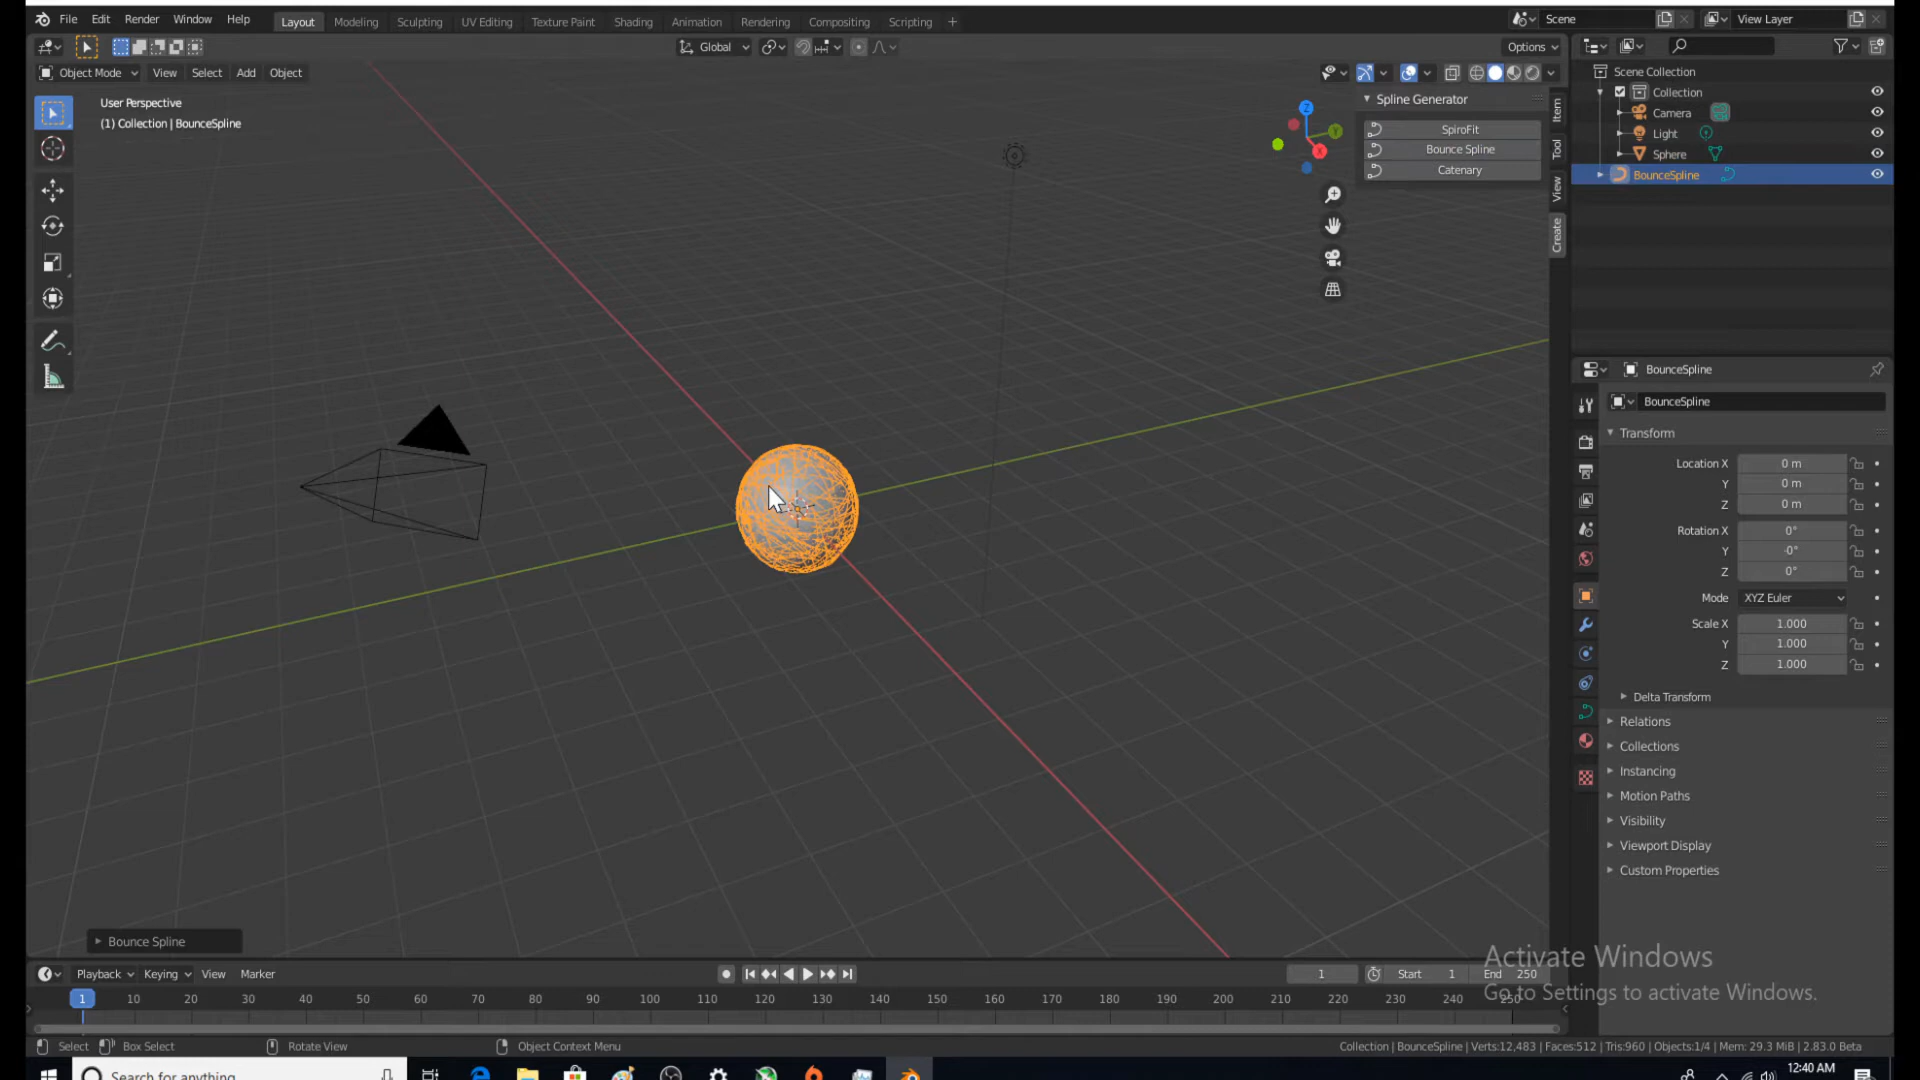 File Edit Render Window Help
Layout Modeling Sculpting UV Editing Texture Paint Shading Animation Rendering Compositing Scripting +
Scene
View Layer
Global
Options
Object Mode View Select Add Object
User Perspective
(1) Collection | BounceSpline
Z
Y
X
Spline Generator
SpiroFit
Bounce Spline
Catenary
Item
Tool
View
Create
Scene Collection
Collection
Camera
Light
Sphere
BounceSpline
BounceSpline
BounceSpline
Transform
Location X 0 m
Y 0 m
Z 0 m
Rotation X 0°
Y -0°
Z 0°
Mode XYZ Euler
Scale X 1.000
Y 1.000
Z 1.000
Delta Transform
Relations
Collections
Instancing
Motion Paths
Visibility
Viewport Display
Custom Properties
Bounce Spline
Activate Windows
Go to Settings to activate Windows.
Playback Keying View Marker
1
Start 1 End 250
1 10 20 30 40 50 60 70 80 90 100 110 120 130 140 150 160 170 180 190 200 210 220 230 240 250
Select Box Select Rotate View Object Context Menu
Collection | BounceSpline | Verts:12,483 | Faces:512 | Tris:960 | Objects:1/4 | Mem: 29.3 MiB | 2.83.0 Beta
Search for anything
12:40 AM